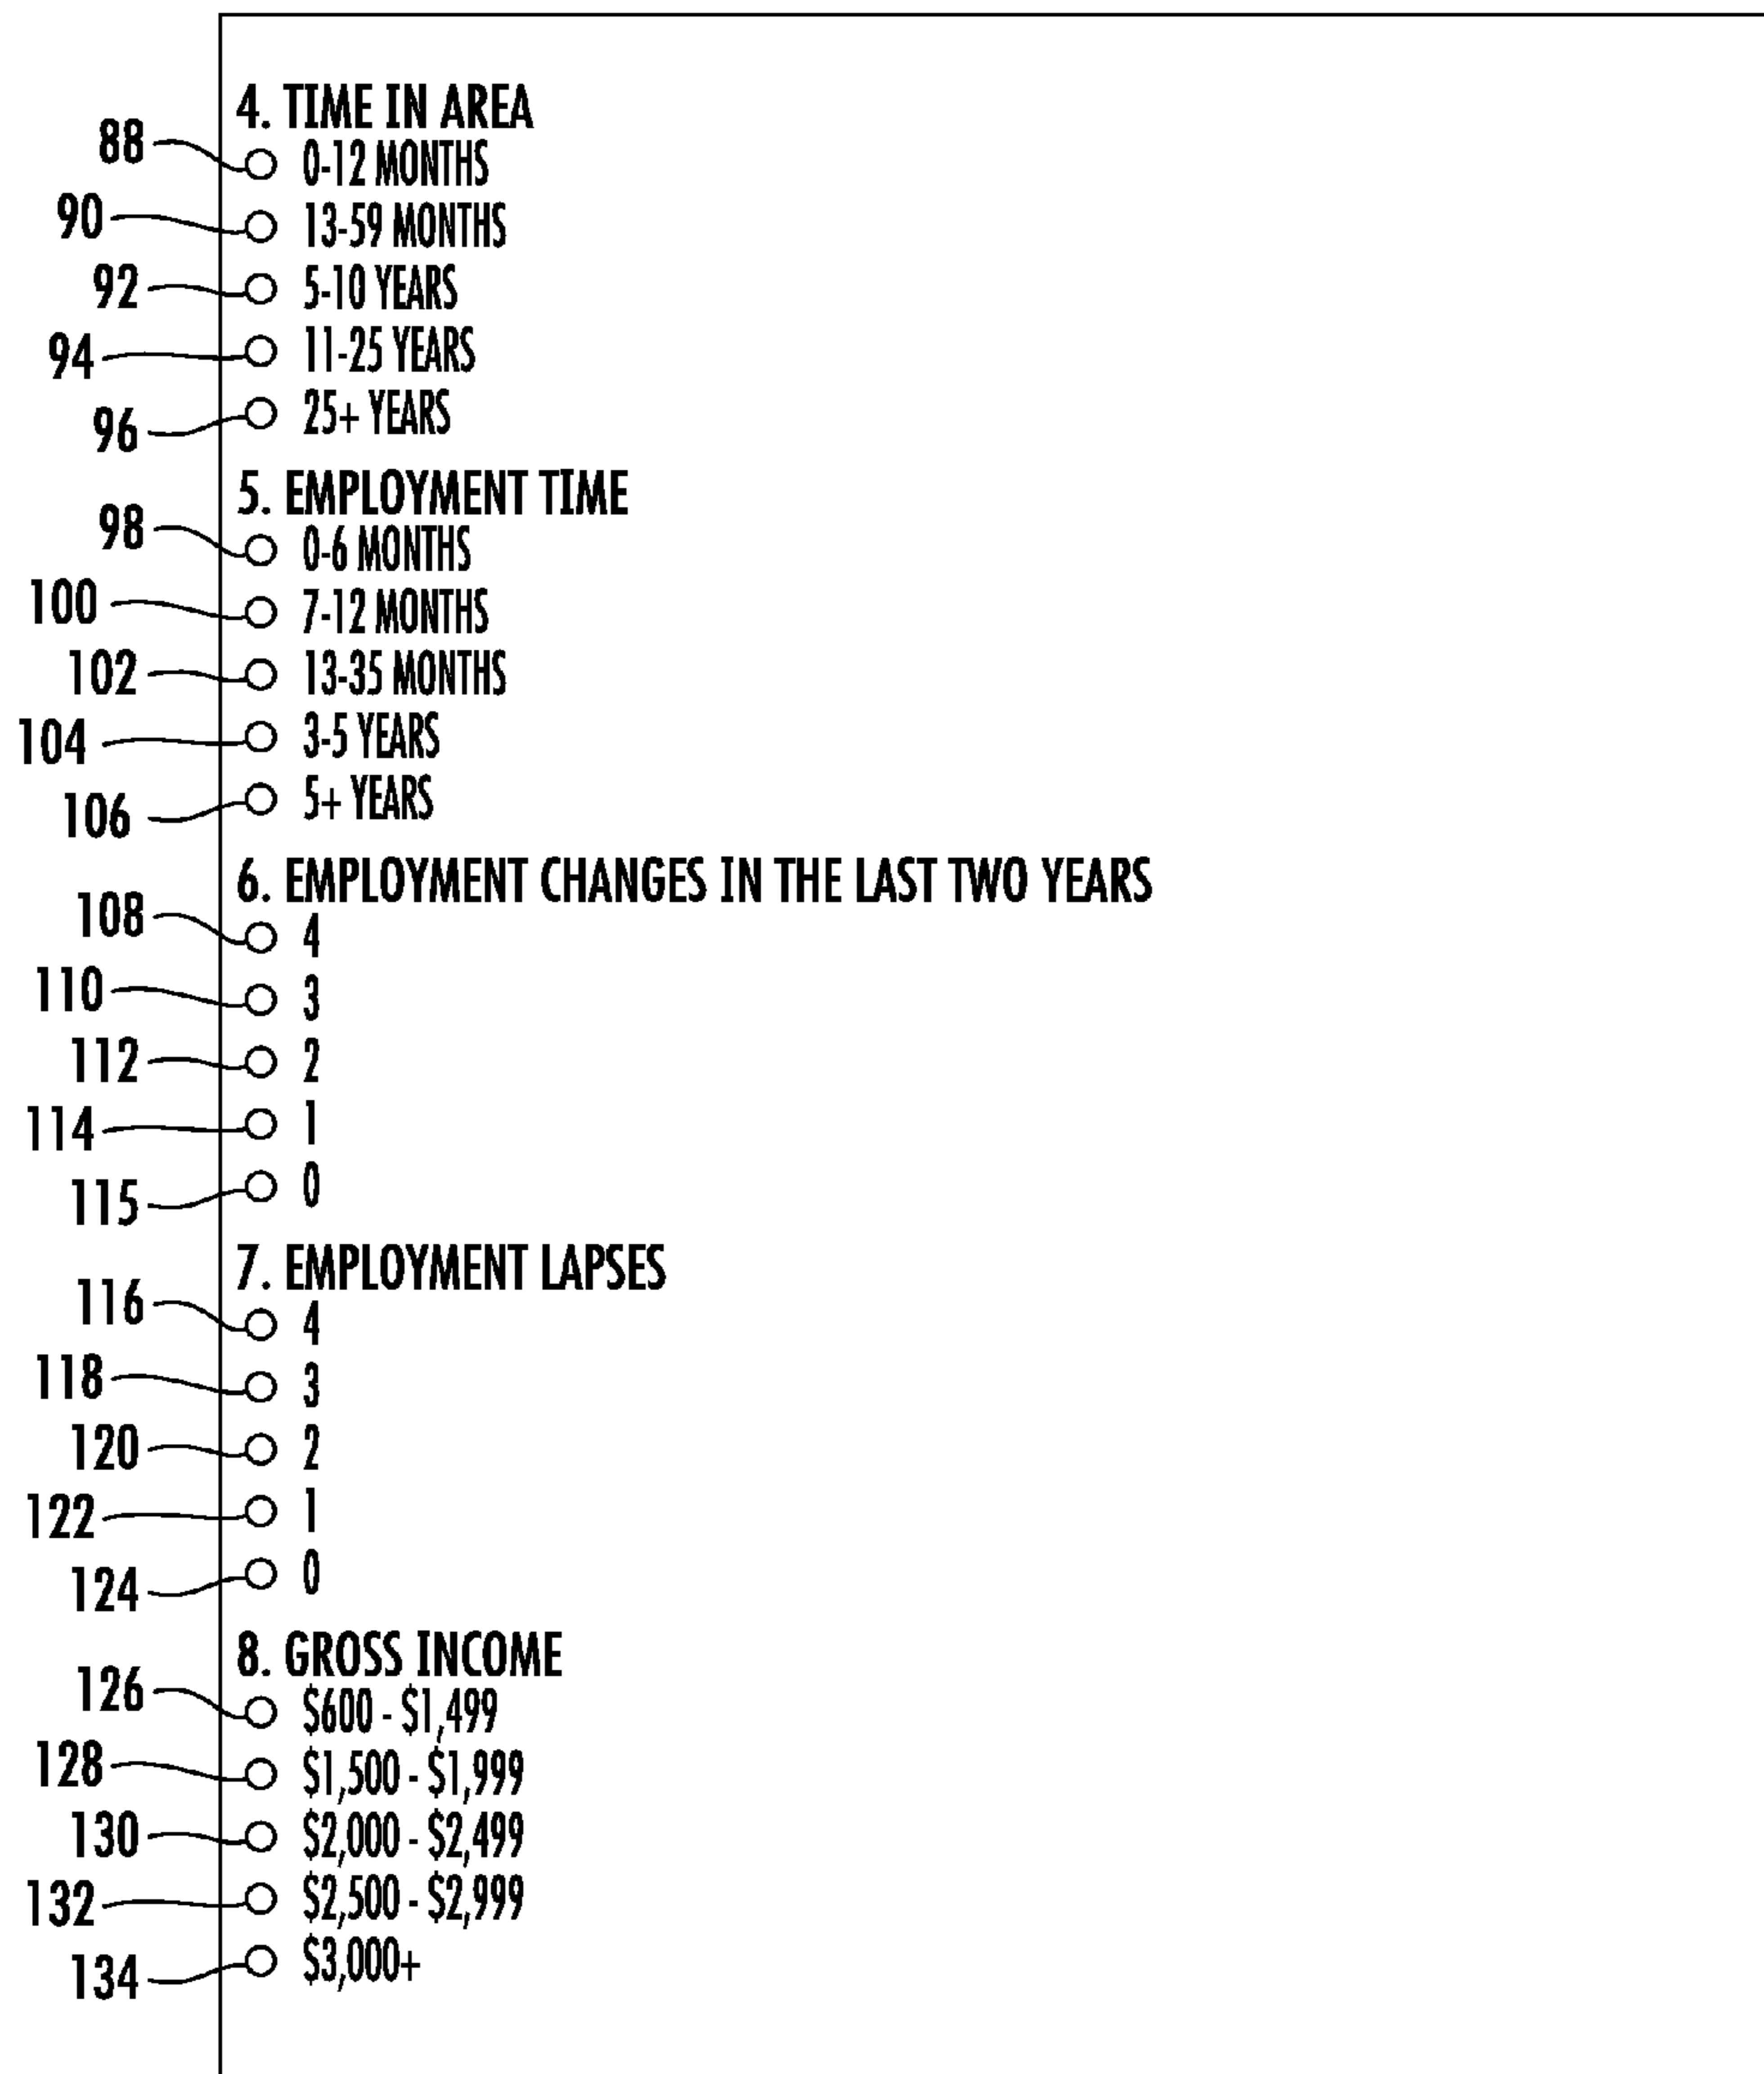 4. TIME IN AREA
88 0-12 MONTHS
90 13-59 MONTHS
92 5-10 YEARS
94 11-25 YEARS
96 25+ YEARS
5. EMPLOYMENT TIME
98 0-6 MONTHS
100 7-12 MONTHS
102 13-35 MONTHS
104 3-5 YEARS
106 5+ YEARS
6. EMPLOYMENT CHANGES IN THE LAST TWO YEARS
108 4
110 3
112 2
114 1
115 0
7. EMPLOYMENT LAPSES
116 4
118 3
120 2
122 1
124 0
8. GROSS INCOME
126 $600 - $1,499
128 $1,500 - $1,999
130 $2,000 - $2,499
132 $2,500 - $2,999
134 $3,000+